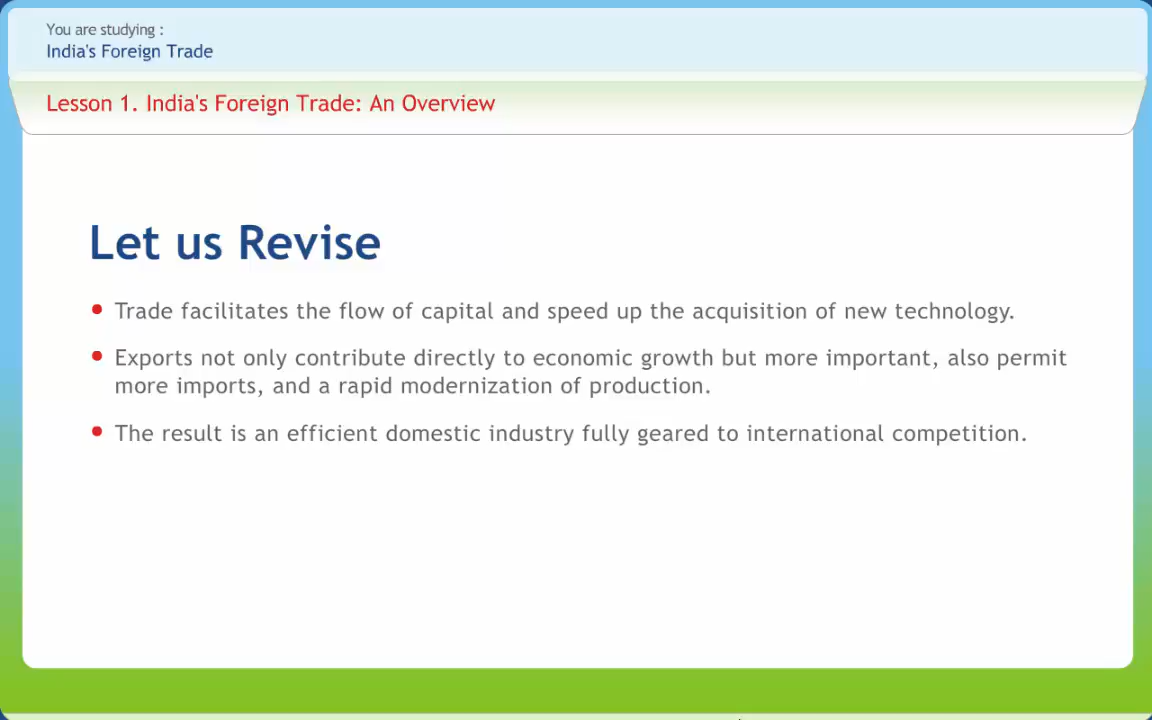 You are studying :
India's Foreign Trade
Lesson 1. India's Foreign Trade: An Overview
Let us Revise
• Trade facilitates the flow of capital and speed up the acquisition of new technology.
• Exports not only contribute directly to economic growth but more important, also permit
more imports, and a rapid modernization of production.
• The result is an efficient domestic industry fully geared to international competition.